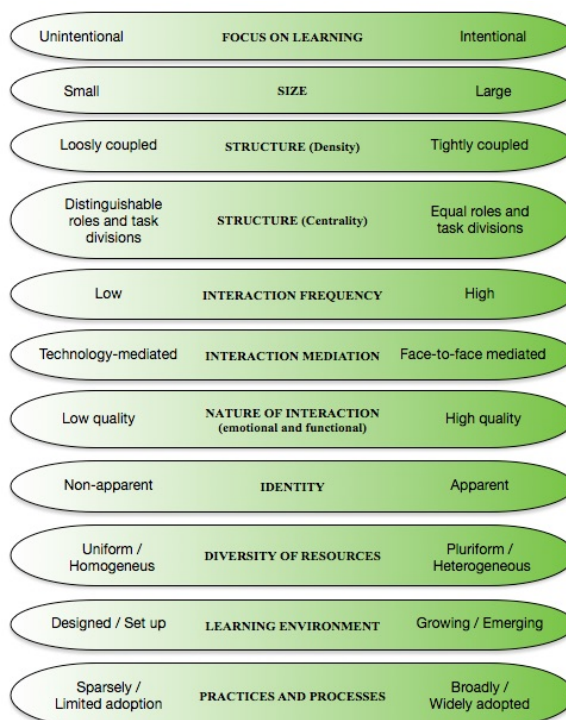 Unintentional FOCUS ON LEARNING Intentional
Small SIZE Large
Loosly coupled STRUCTURE (Density) Tightly coupled
Distinguishable
roles and task
divisions
STRUCTURE (Centrality)
Equal roles and
task divisions
Low INTERACTION FREQUENCY High
Technology-mediated INTERACTION MEDIATION Face-to-face mediated
Low quality
NATURE OF INTERACTION
(emotional and functional)
High quality
Non-apparent IDENTITY Apparent
Uniform /
Homogeneus
DIVERSITY OF RESOURCES
Pluriform /
Heterogeneous
Designed / Set up LEARNING ENVIRONMENT Growing / Emerging
Sparsely /
Limited adoption
PRACTICES AND PROCESSES
Broadly /
Widely adopted